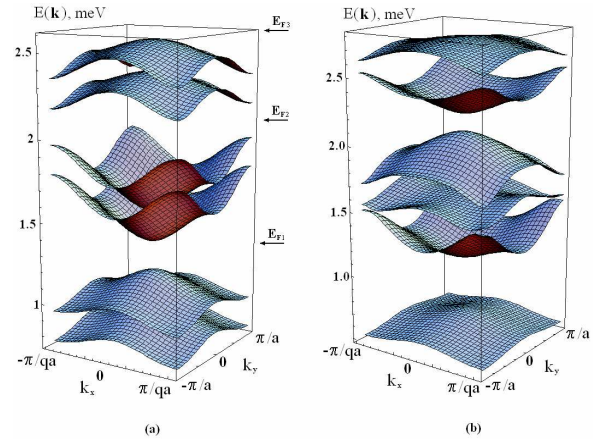 E(k), meV
2.5
2
1.5
1
-π/qa
0
k_x
π/qa
-π/a
0
k_y
π/a
E_F3
E_F2
E_F1
(a)
E(k), meV
2.5
2.0
1.5
1.0
-π/qa
0
k_x
π/qa
-π/a
0
k_y
π/a
(b)